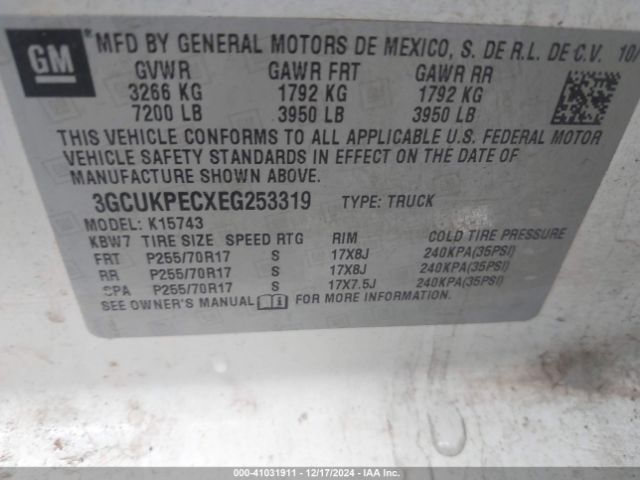 GM ® MFD BY GENERAL MOTORS DE MEXICO, S. DE R.L. DE C.V. 10/
GVWR GAWR FRT GAWR RR
3266 KG 1792 KG 1792 KG
7200 LB 3950 LB 3950 LB
THIS VEHICLE CONFORMS TO ALL APPLICABLE U.S. FEDERAL MOTOR
VEHICLE SAFETY STANDARDS IN EFFECT ON THE DATE OF
MANUFACTURE SHOWN ABOVE.
3GCUKPECXEG253319 TYPE: TRUCK
MODEL: K15743
KBW7 TIRE SIZE SPEED RTG RIM COLD TIRE PRESSURE
FRT P255/70R17 S 17X8J 240KPA(35PSI)
RR P255/70R17 S 17X8J 240KPA(35PSI)
SPA P255/70R17 S 17X7.5J 240KPA(35PSI)
SEE OWNER'S MANUAL FOR MORE INFORMATION.
000-41031911 - 12/17/2024 - IAA Inc.